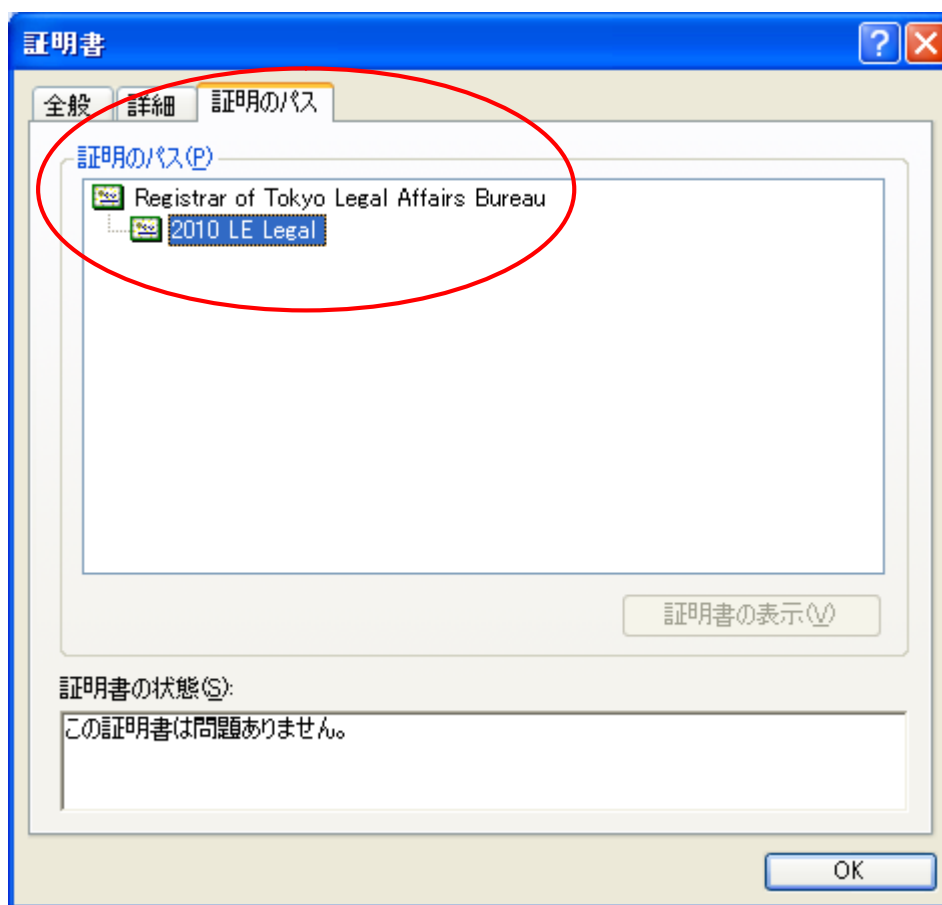 証明書
全般 詳細 証明のパス
証明のパス(P)
Registrar of Tokyo Legal Affairs Bureau
2010 LE Legal
証明書の表示(V)
証明書の状態(S):
この証明書は問題ありません。
OK